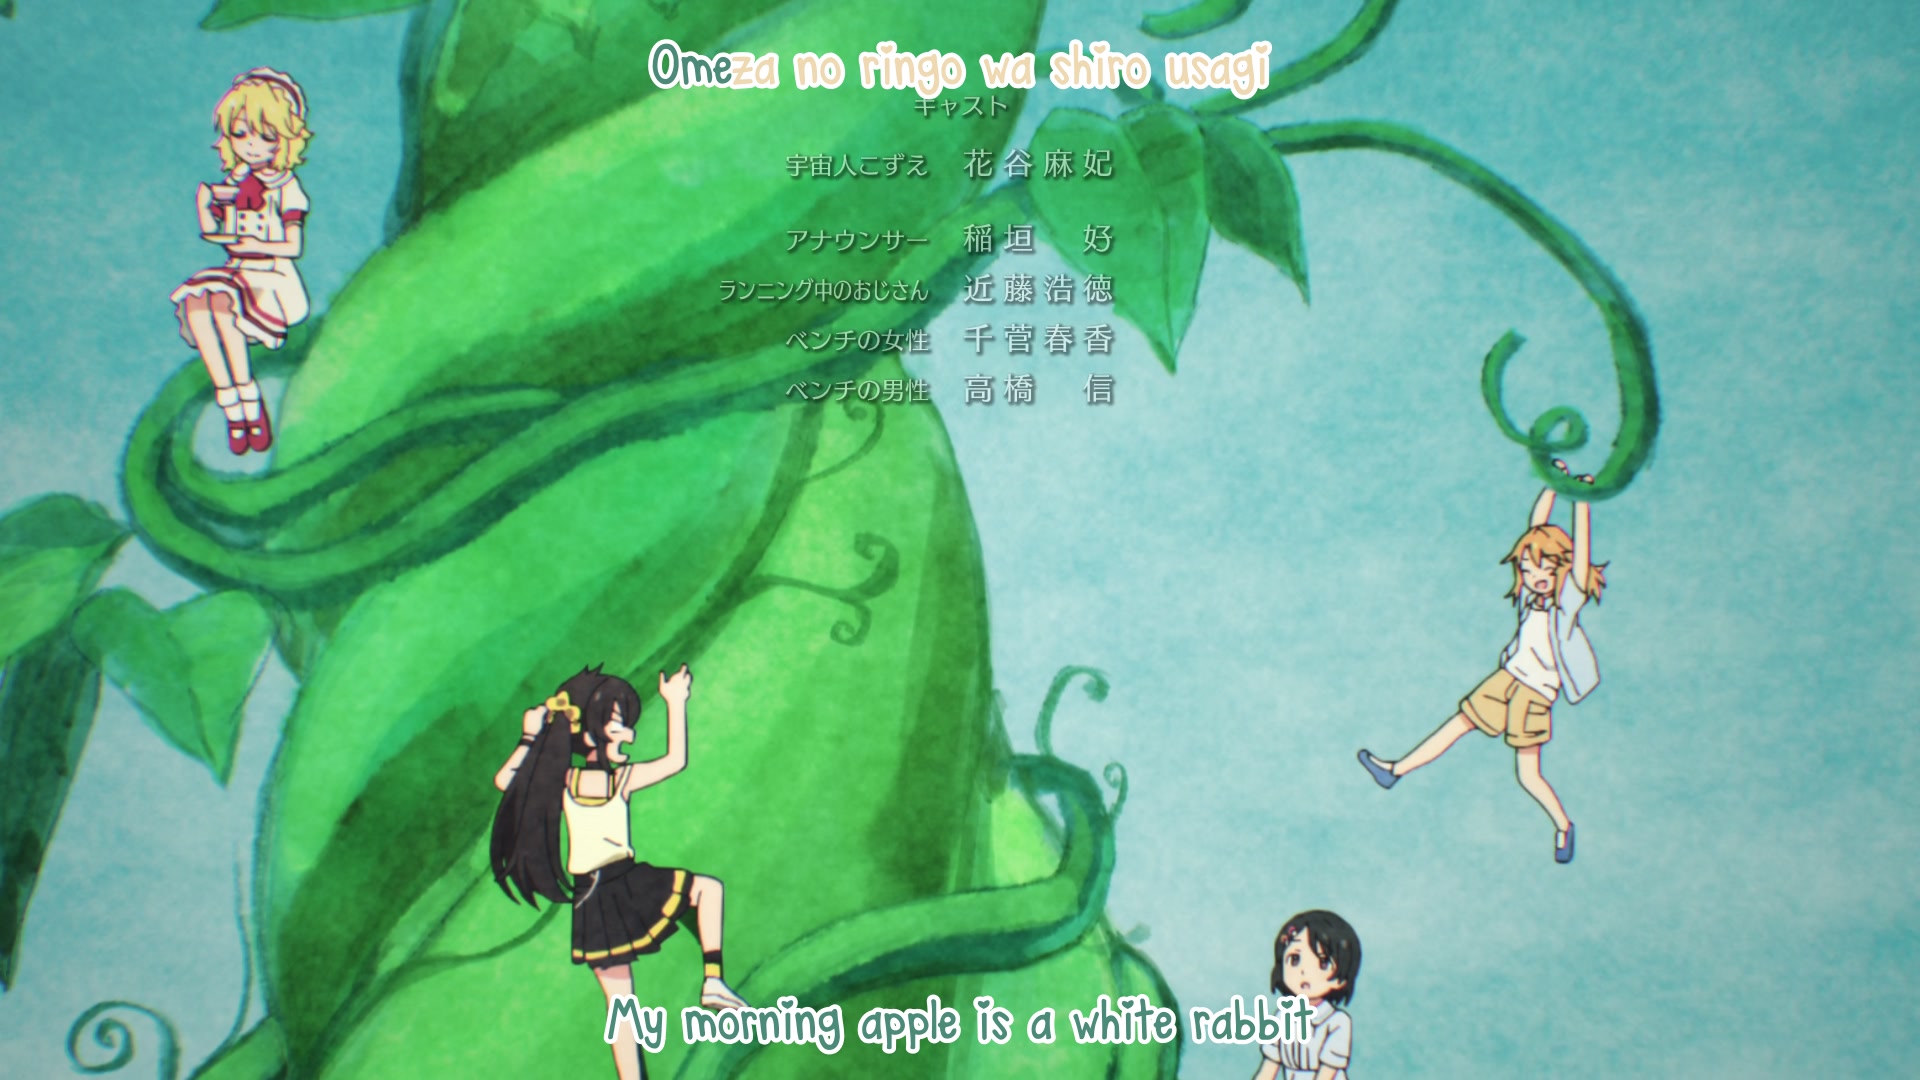 Omeza no ringo wa shiro usagi
キャスト
宇宙人こずえ 花谷麻妃
アナウンサー 稲垣 好
ランニング中のおじさん 近藤浩徳
ベンチの女性 千菅春香
ベンチの男性 高橋 信
My morning apple is a white rabbit